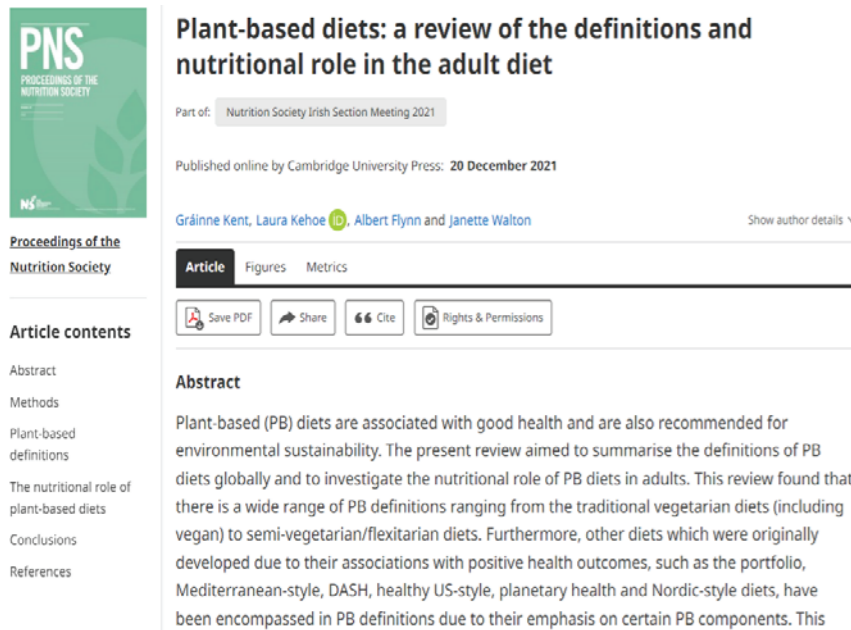 PNS
PROCEEDINGS OF THE
NUTRITION SOCIETY
Proceedings of the
Nutrition Society
Article contents
Abstract
Methods
Plant-based
definitions
The nutritional role of
plant-based diets
Conclusions
References
Plant-based diets: a review of the definitions and
nutritional role in the adult diet
Part of:   Nutrition Society Irish Section Meeting 2021
Published online by Cambridge University Press: 20 December 2021
Gráinne Kent, Laura Kehoe iD, Albert Flynn and Janette Walton   Show author details
Article   Figures   Metrics
Save PDF   Share   Cite   Rights & Permissions
Abstract
Plant-based (PB) diets are associated with good health and are also recommended for
environmental sustainability. The present review aimed to summarise the definitions of PB
diets globally and to investigate the nutritional role of PB diets in adults. This review found that
there is a wide range of PB definitions ranging from the traditional vegetarian diets (including
vegan) to semi-vegetarian/flexitarian diets. Furthermore, other diets which were originally
developed due to their associations with positive health outcomes, such as the portfolio,
Mediterranean-style, DASH, healthy US-style, planetary health and Nordic-style diets, have
been encompassed in PB definitions due to their emphasis on certain PB components. This